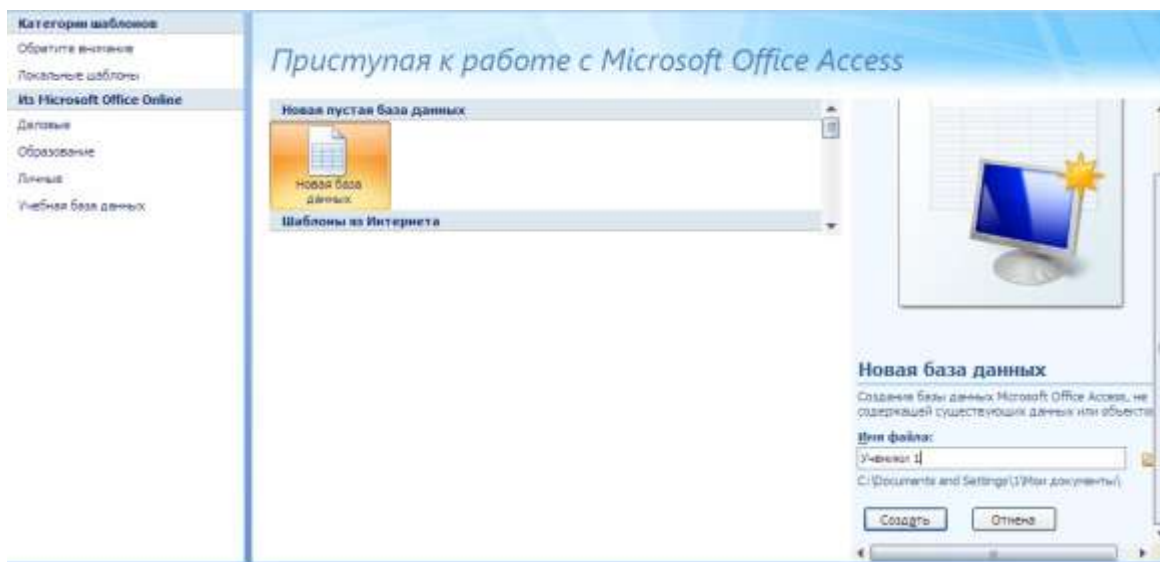 Категории шаблонов
Обратите внимание
Локальные шаблоны
Из Microsoft Office Online
Деловые
Образование
Личные
Учебная база данных
Приступая к работе с Microsoft Office Access
Новая пустая база данных
Новая база
данных
Шаблоны из Интернета
Новая база данных
Создание базы данных Microsoft Office Access, не
содержащей существующих данных или объектов
Имя файла:
Ученики 1
C:\Documents and Settings\1\Мои документы\
Создать
Отмена